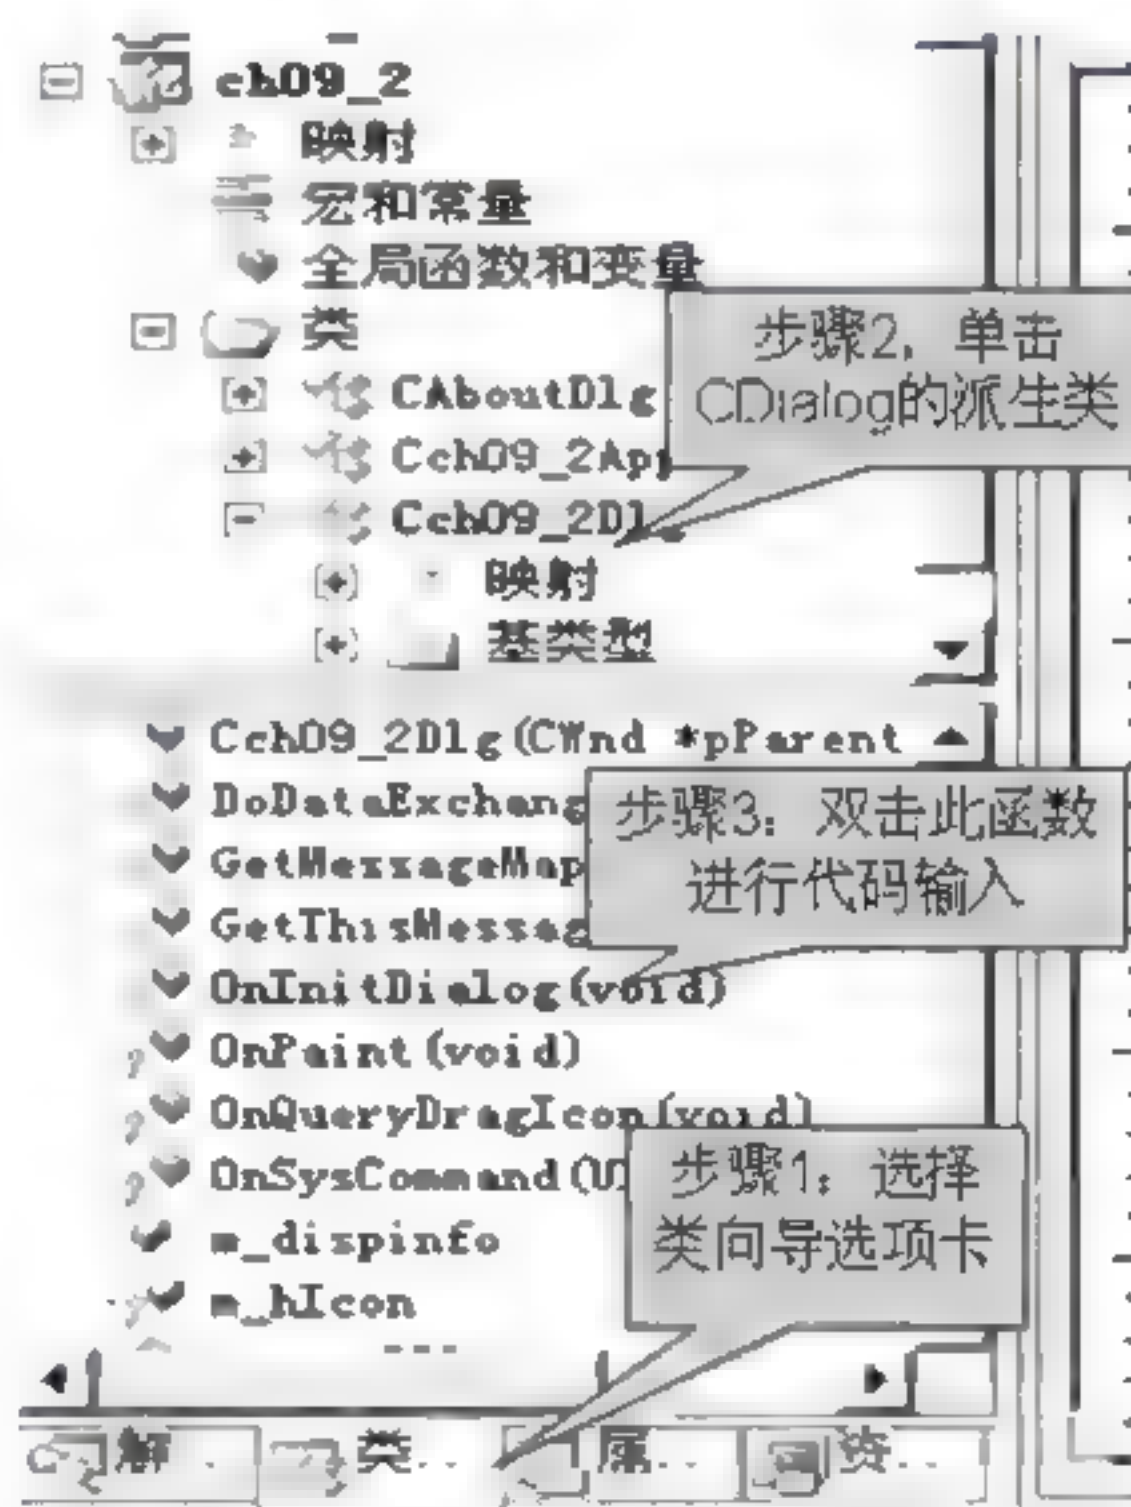 ch09_2
映射
宏和常量
全局函数和变量
类
步骤2，单击
CDialog的派生类
CAboutDlg
Cch09_2Ap
Cch09_2Dl
映射
基类型
Cch09_2Dlg(CWnd *pParent
DoDataExchang
步骤3：双击此函数
进行代码输入
GetMessageMap
GetThisMessag
OnInitDialog(void)
OnPaint(void)
OnQueryDragIcon(void)
OnSysCommand(UI
步骤1：选择
类向导选项卡
m_dispinfo
m_hIcon
解..
类..
属..
资..